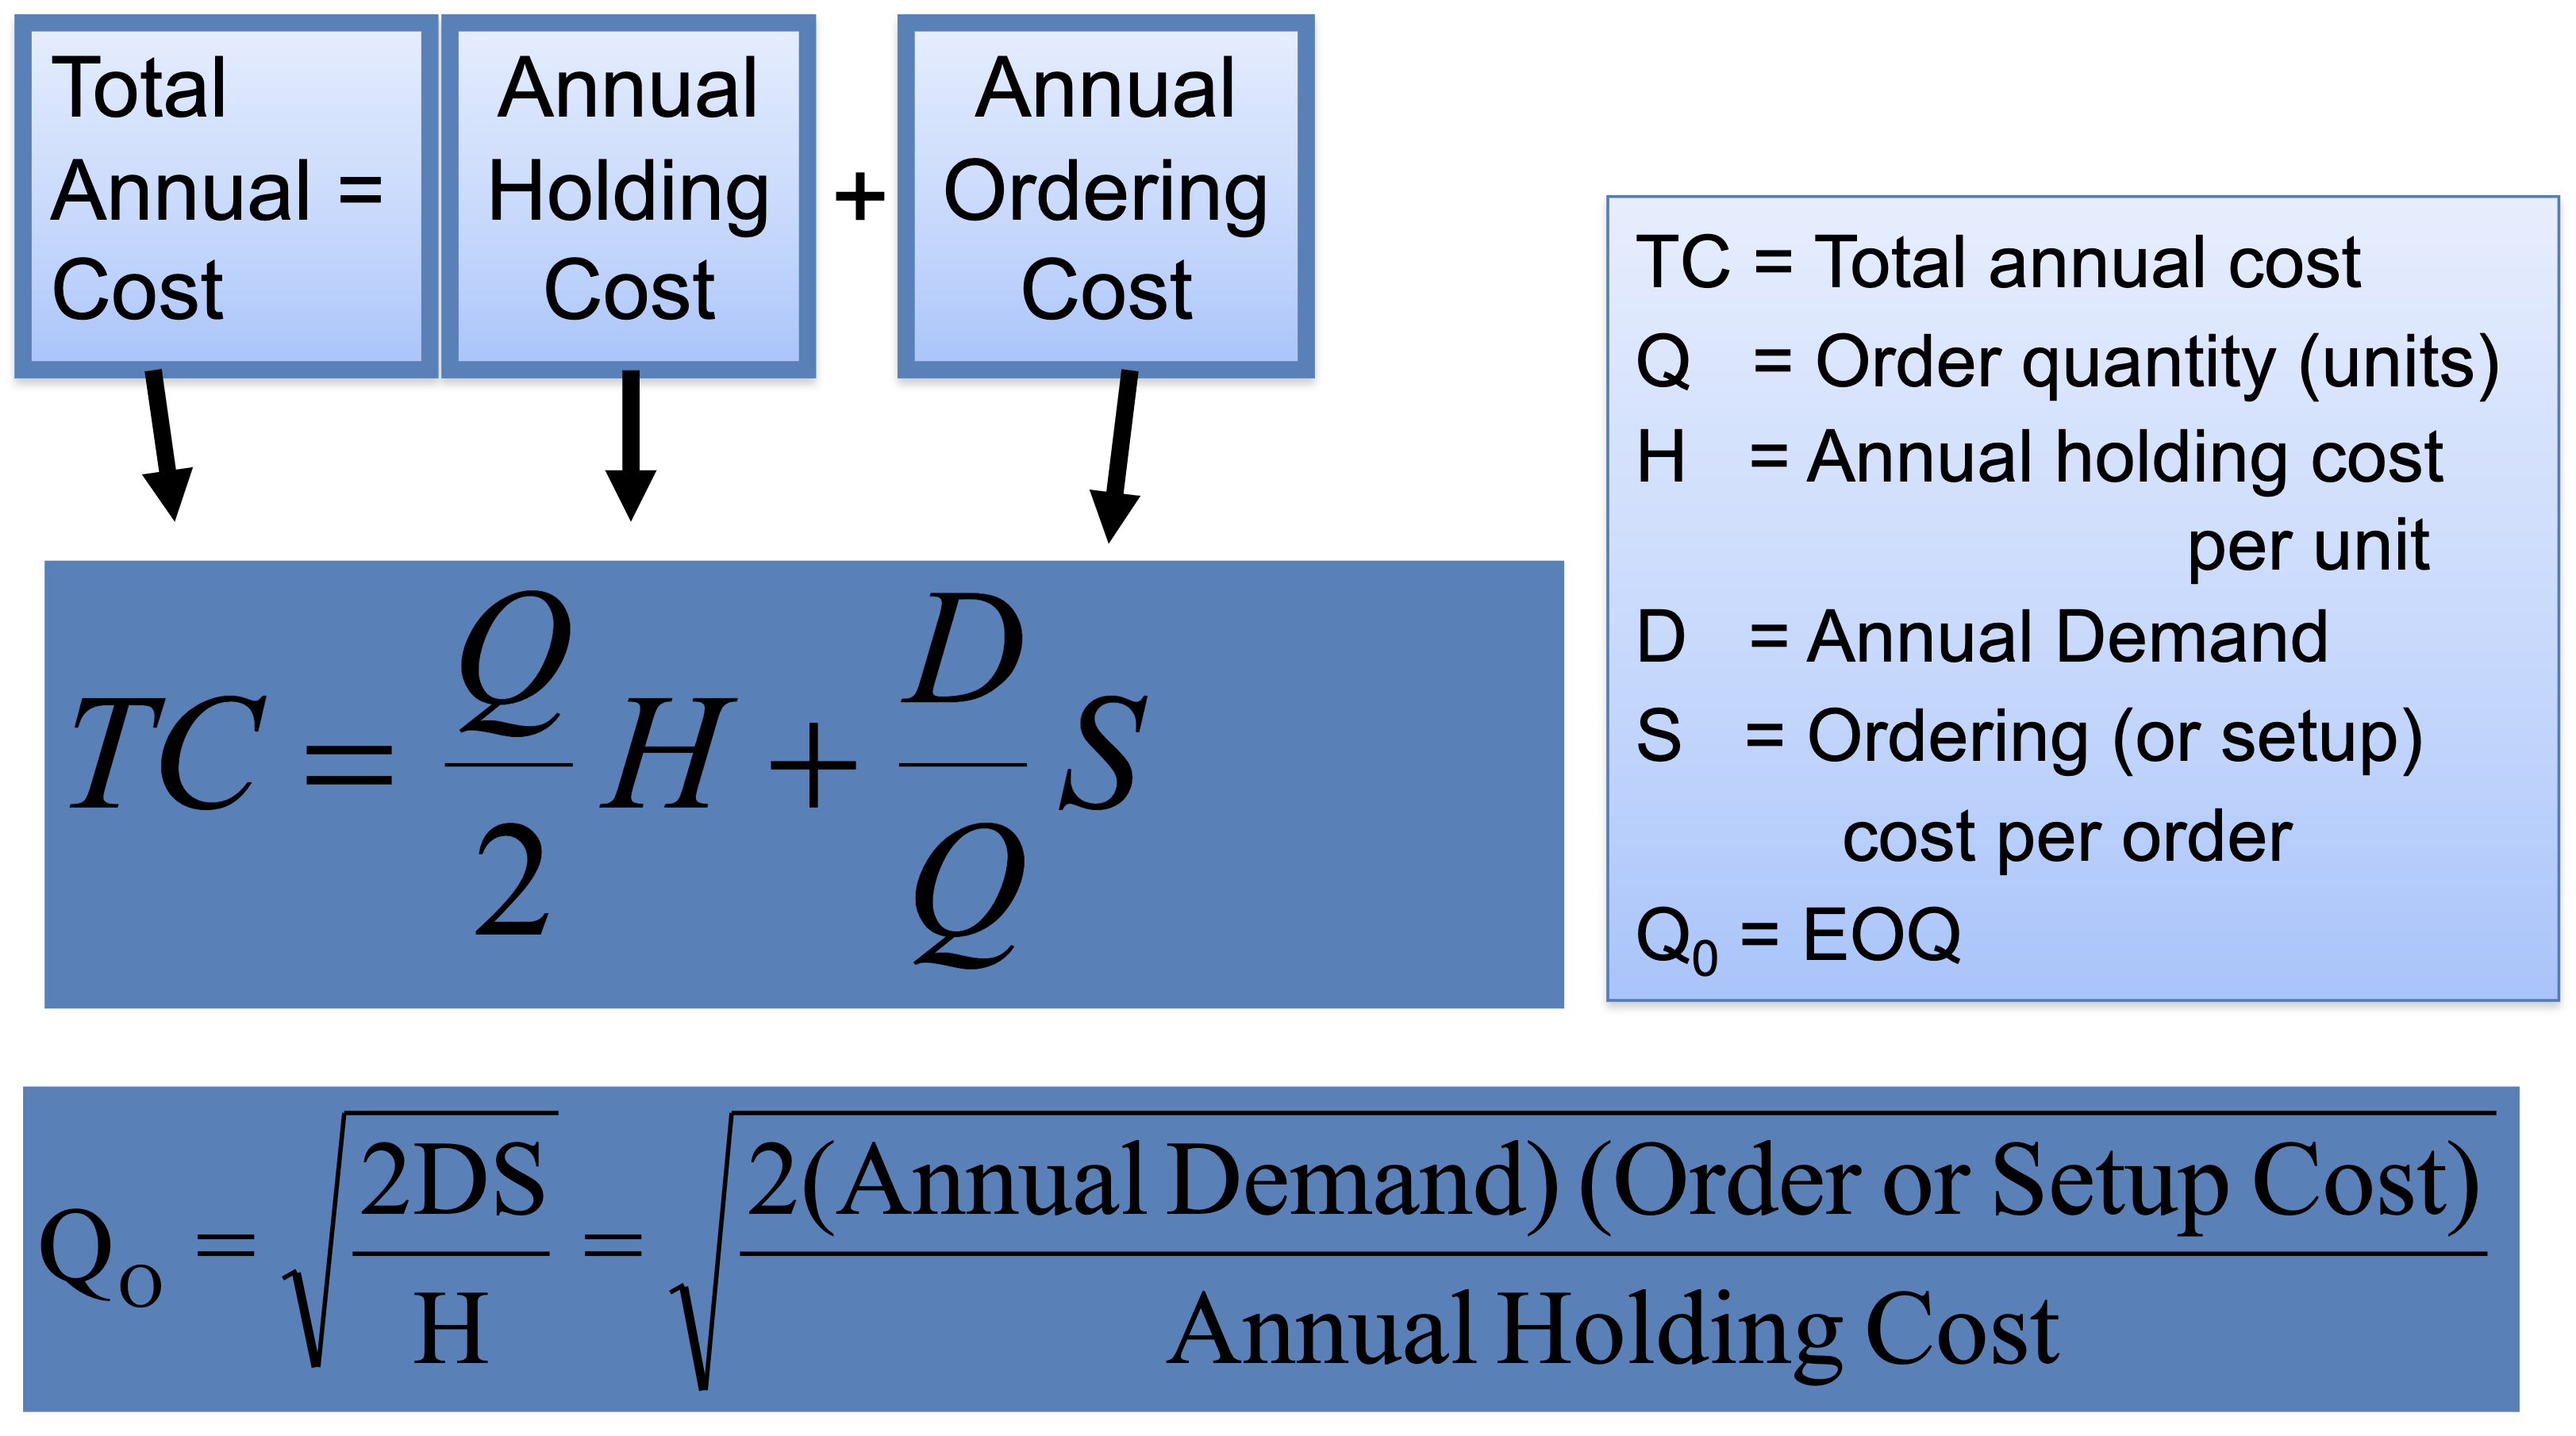 Total
Annual =
Cost
Annual
Holding
Cost
+
Annual
Ordering
Cost
TC = Total annual cost
Q = Order quantity (units)
H = Annual holding cost
per unit
D = Annual Demand
S = Ordering (or setup)
cost per order
Q₀ = EOQ
TC = Q/2 H + D/Q S
Q₀ = √(2DS/H) = √(2(Annual Demand)(Order or Setup Cost)/Annual Holding Cost)